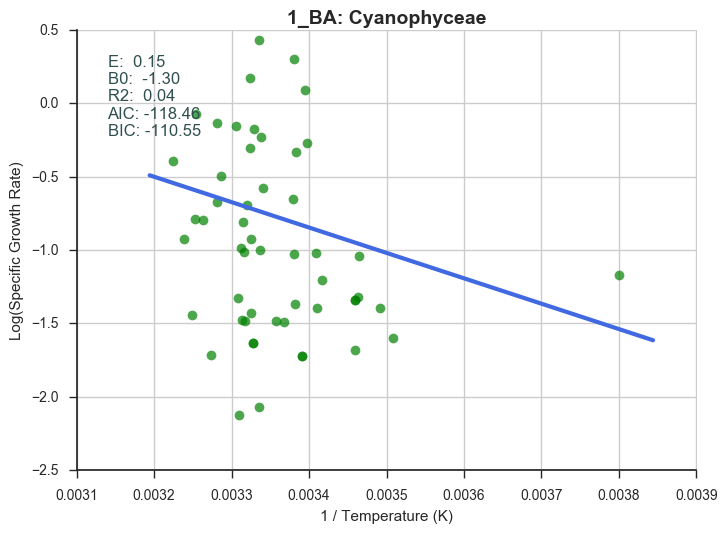 1_BA: Cyanophyceae
E:  0.15
B0:  -1.30
R2:  0.04
AIC: -118.46
BIC: -110.55
0.5
0.0
−0.5
−1.0
−1.5
−2.0
−2.5
Log(Specific Growth Rate)
0.0031 0.0032 0.0033 0.0034 0.0035 0.0036 0.0037 0.0038 0.0039
1 / Temperature (K)